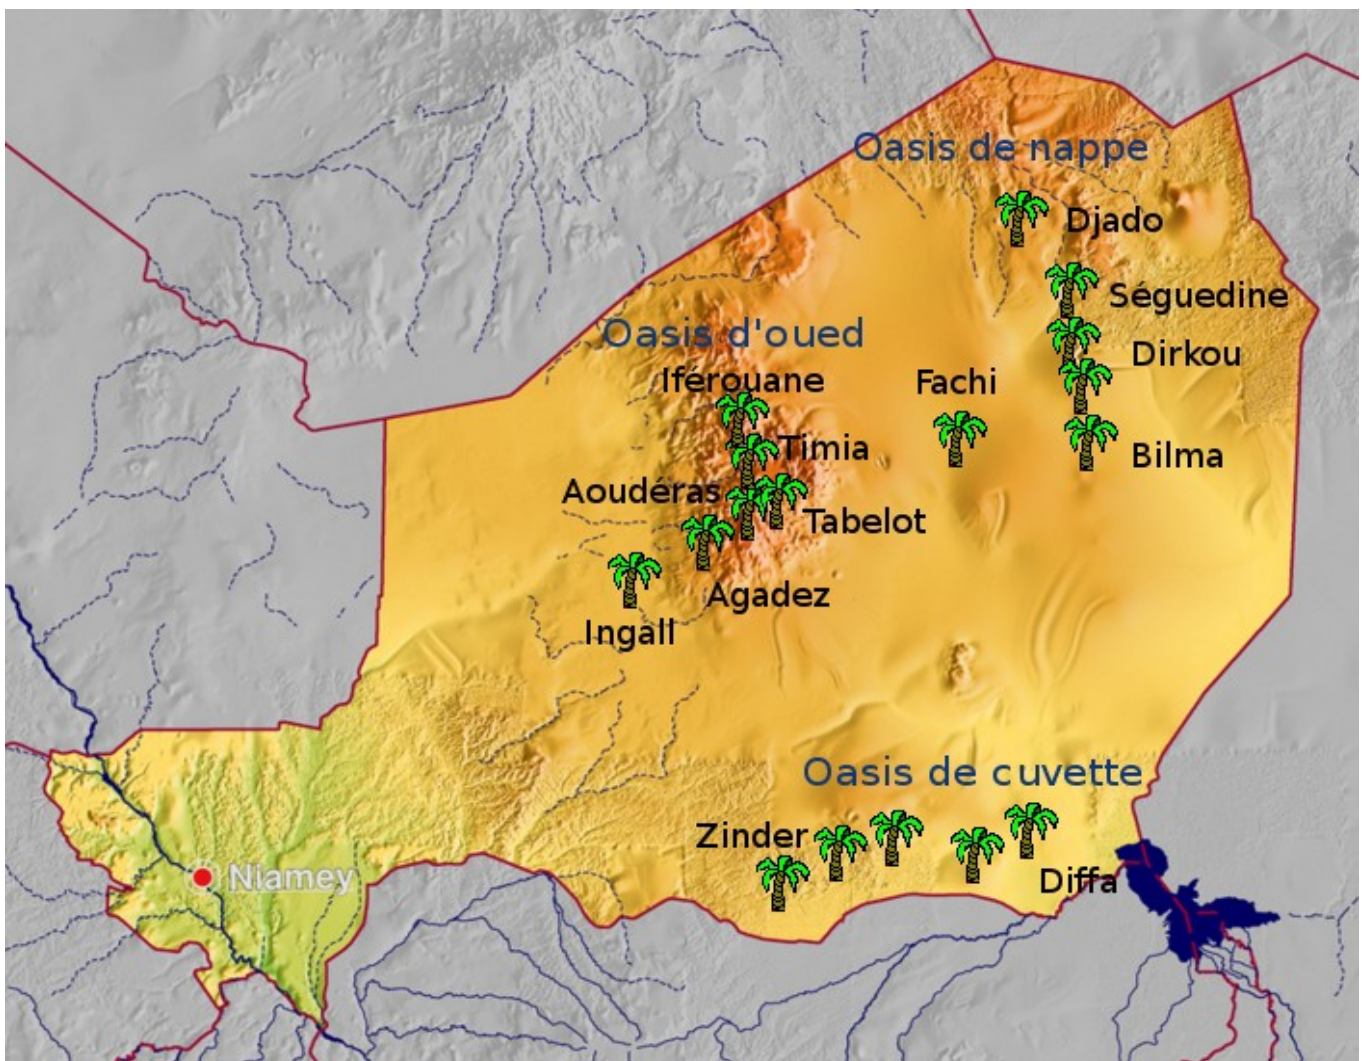 Oasis de nappe
Djado
Séguedine
Oasis d'oued
Dirkou
Iférouane
Fachi
Timia
Bilma
Aoudéras
Tabelot
Agadez
Ingall
Oasis de cuvette
Zinder
Niamey
Diffa